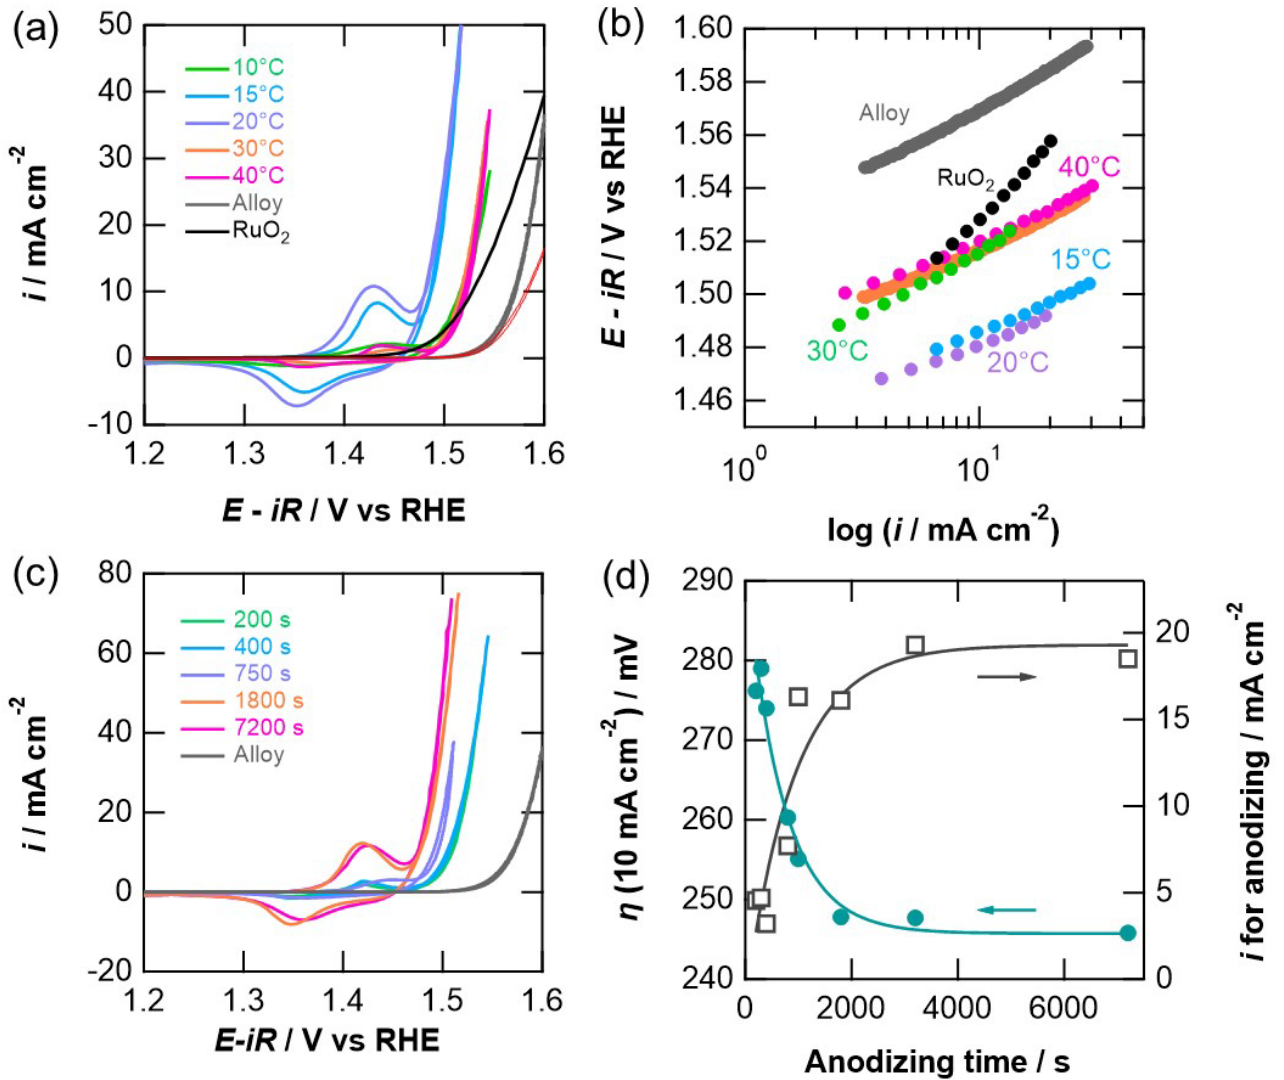 (a)
50
40
30
20
10
0
-10
i / mA cm-2
10°C
15°C
20°C
30°C
40°C
Alloy
RuO2
1.2
1.3
1.4
1.5
1.6
E - iR / V vs RHE
(b)
1.60
1.58
1.56
1.54
1.52
1.50
1.48
1.46
E - iR / V vs RHE
Alloy
RuO2
40°C
15°C
30°C
20°C
10^0
10^1
log (i / mA cm-2)
(c)
80
60
40
20
0
-20
i / mA cm-2
200 s
400 s
750 s
1800 s
7200 s
Alloy
1.2
1.3
1.4
1.5
1.6
E-iR / V vs RHE
(d)
290
280
270
260
250
240
η (10 mA cm-2) / mV
20
15
10
5
0
i for anodizing / mA cm-2
0
2000
4000
6000
Anodizing time / s